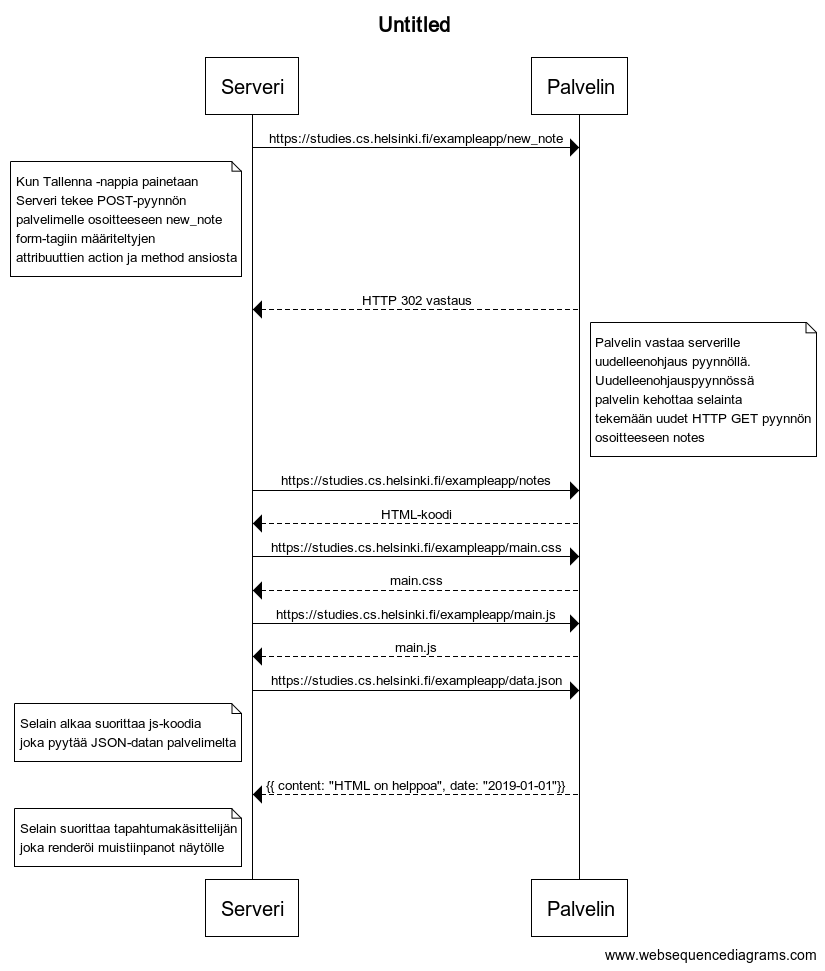 Untitled
Serveri
Palvelin
https://studies.cs.helsinki.fi/exampleapp/new_note
Kun Tallenna -nappia painetaan
Serveri tekee POST-pyynnön
palvelimelle osoitteeseen new_note
form-tagiin määriteltyjen
attribuuttien action ja method ansiosta
HTTP 302 vastaus
Palvelin vastaa serverille
uudelleenohjaus pyynnöllä.
Uudelleenohjauspyynnössä
palvelin kehottaa selainta
tekemään uudet HTTP GET pyynnön
osoitteeseen notes
https://studies.cs.helsinki.fi/exampleapp/notes
HTML-koodi
https://studies.cs.helsinki.fi/exampleapp/main.css
main.css
https://studies.cs.helsinki.fi/exampleapp/main.js
main.js
https://studies.cs.helsinki.fi/exampleapp/data.json
Selain alkaa suorittaa js-koodia
joka pyytää JSON-datan palvelimelta
{{ content: "HTML on helppoa", date: "2019-01-01"}}
Selain suorittaa tapahtumakäsittelijän
joka renderöi muistiinpanot näytölle
Serveri
Palvelin
www.websequencediagrams.com